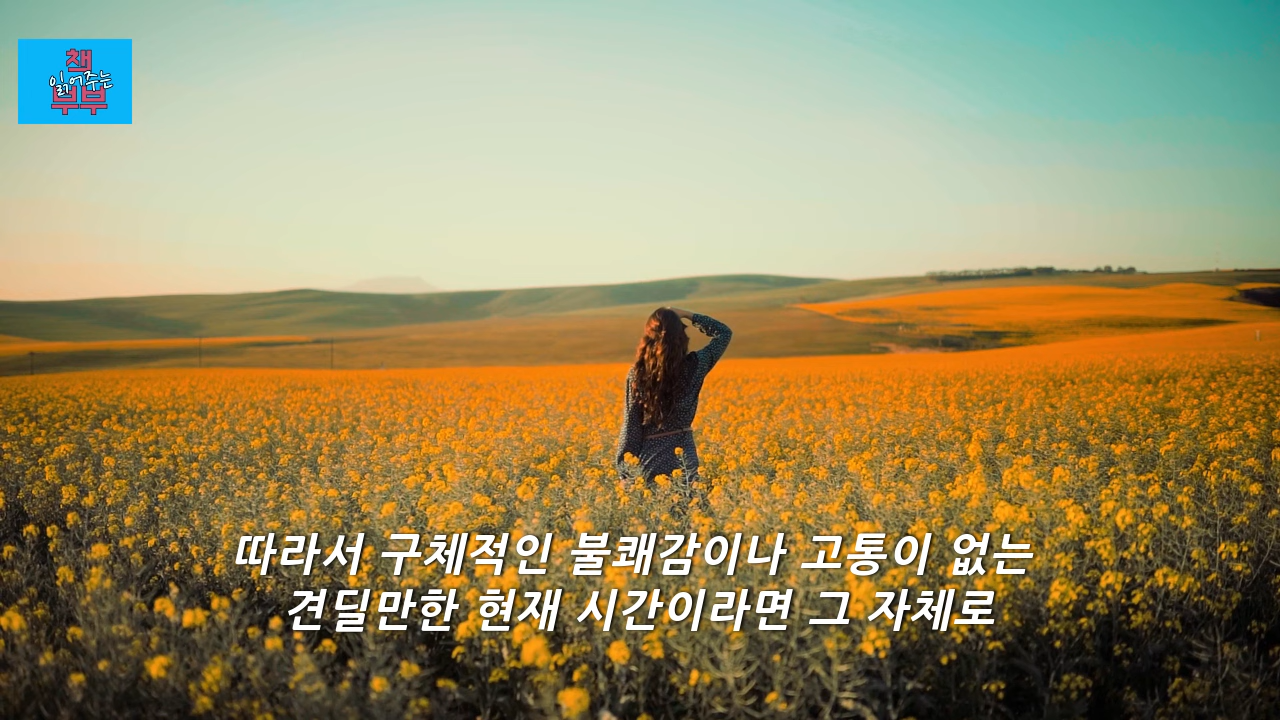 책
읽어주는
부부
따라서 구체적인 불쾌감이나 고통이 없는
견딜만한 현재 시간이라면 그 자체로